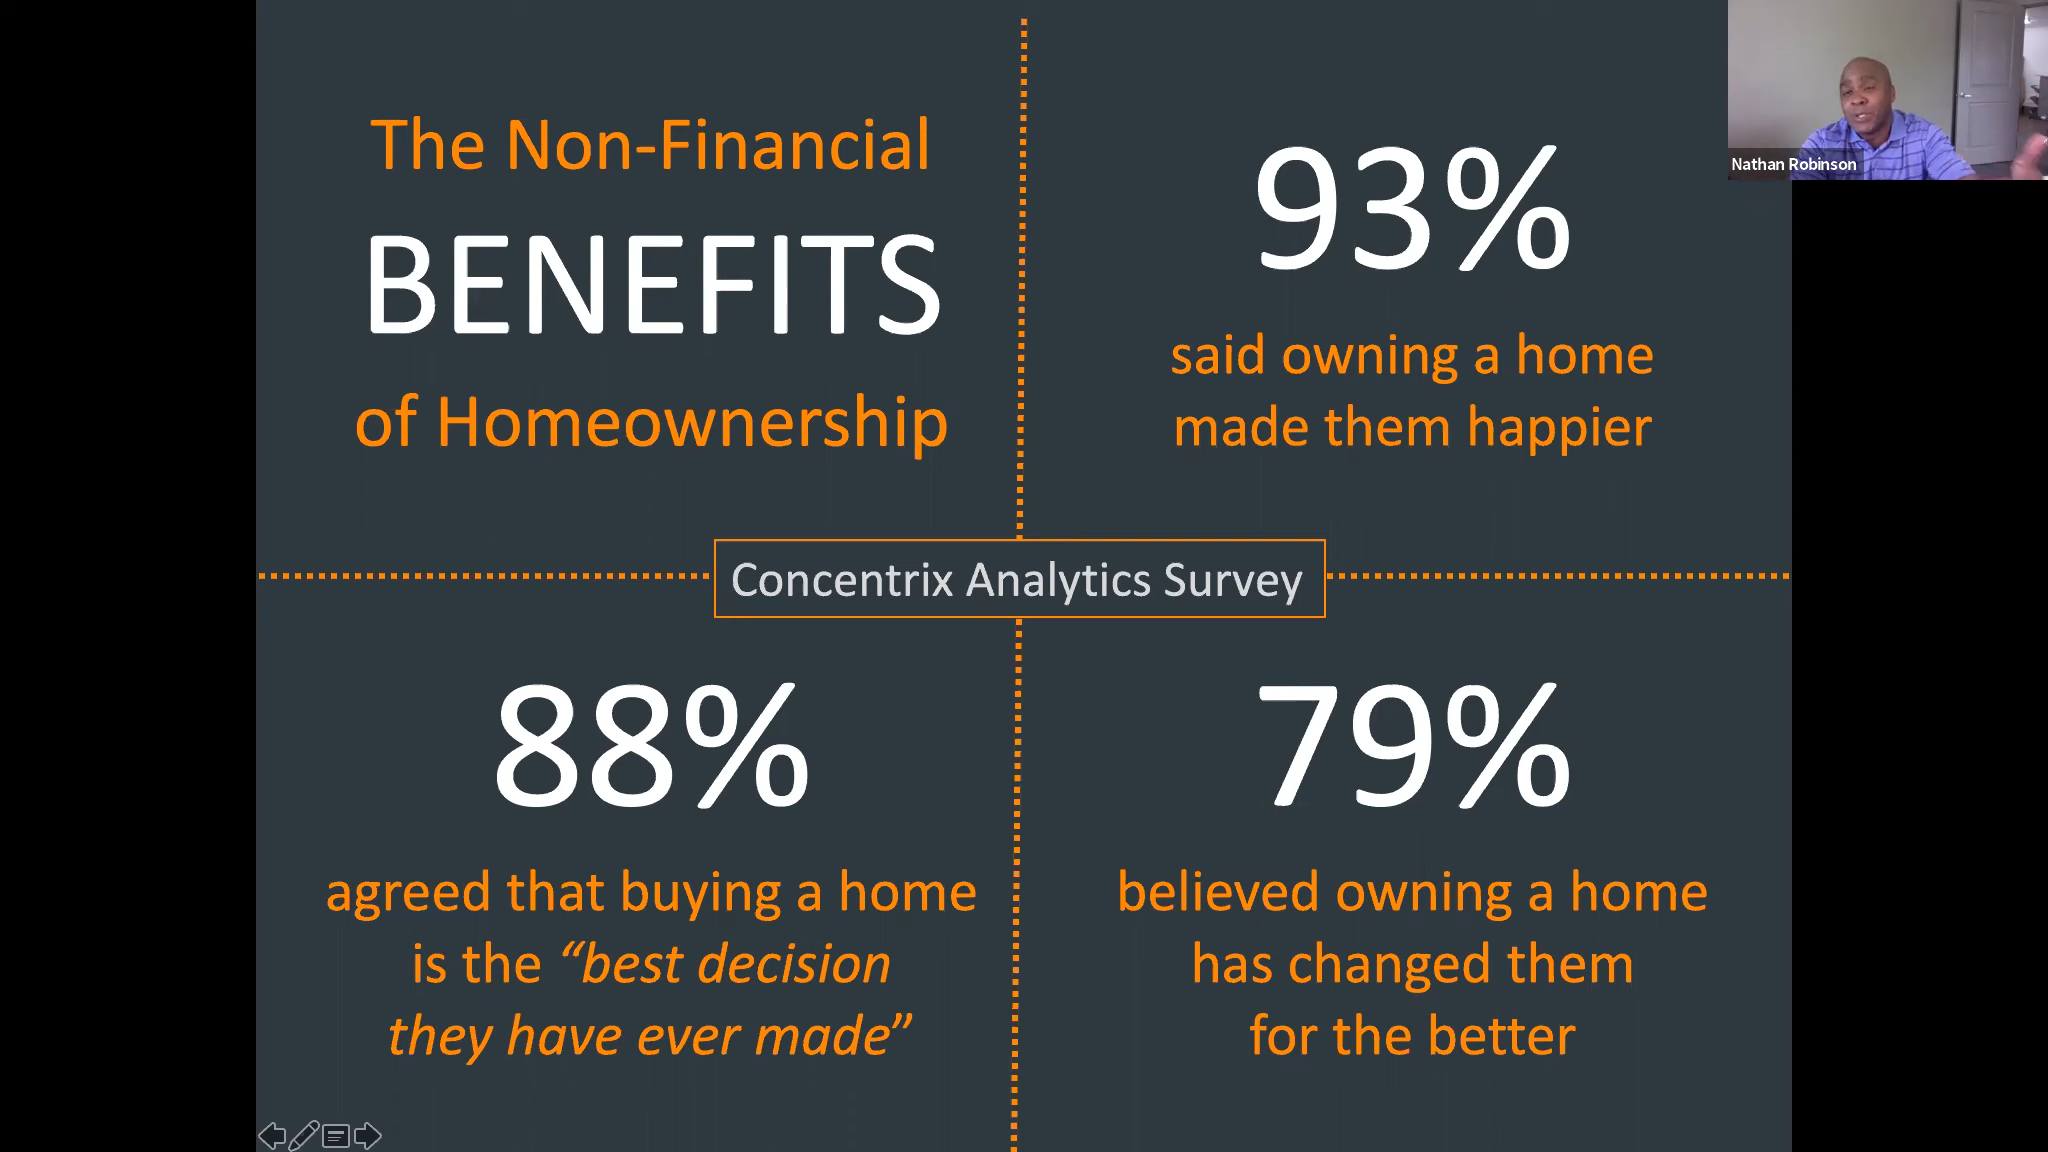 The Non-Financial
BENEFITS
of Homeownership
93%
said owning a home
made them happier
Nathan Robinson
Concentrix Analytics Survey
88%
agreed that buying a home
is the “best decision
they have ever made”
79%
believed owning a home
has changed them
for the better